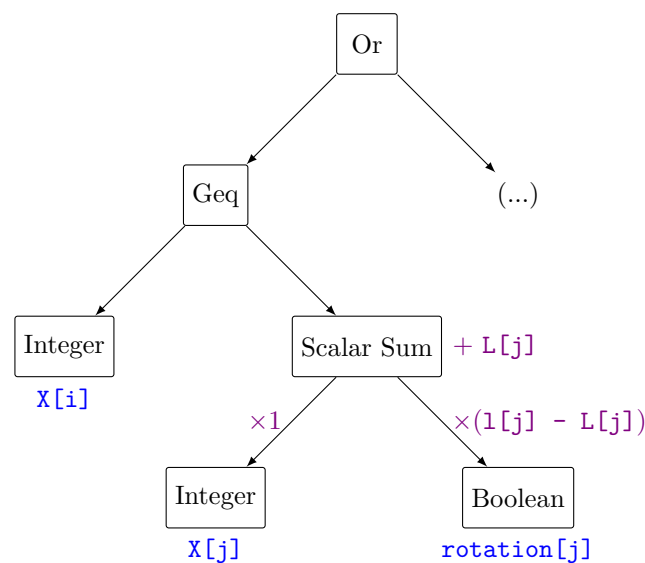 Or
Geq
(...)
Integer
Scalar Sum
+ L[j]
X[i]
×1
×(l[j] - L[j])
Integer
Boolean
X[j]
rotation[j]